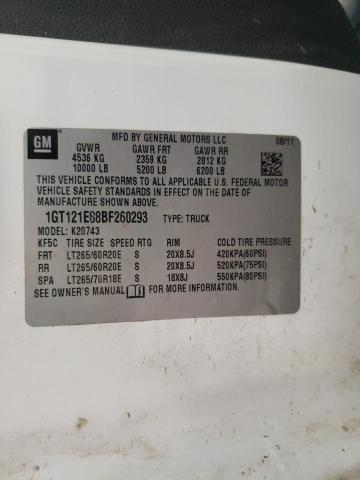 GM
MFD BY GENERAL MOTORS LLC
08/11
GVWR GAWR FRT GAWR RR
4536 KG 2359 KG 2812 KG
10000 LB 5200 LB 6200 LB
THIS VEHICLE CONFORMS TO ALL APPLICABLE U.S. FEDERAL MOTOR
VEHICLE SAFETY STANDARDS IN EFFECT ON THE DATE OF
MANUFACTURE SHOWN ABOVE.
1GT121E88BF260293 TYPE: TRUCK
MODEL: K20743
KF5C TIRE SIZE SPEED RTG RIM COLD TIRE PRESSURE
FRT LT265/60R20E S 20X8.5J 420KPA(60PSI)
RR LT265/60R20E S 20X8.5J 520KPA(75PSI)
SPA LT265/70R18E S 18X8J 550KPA(80PSI)
SEE OWNER'S MANUAL FOR MORE INFORMATION.